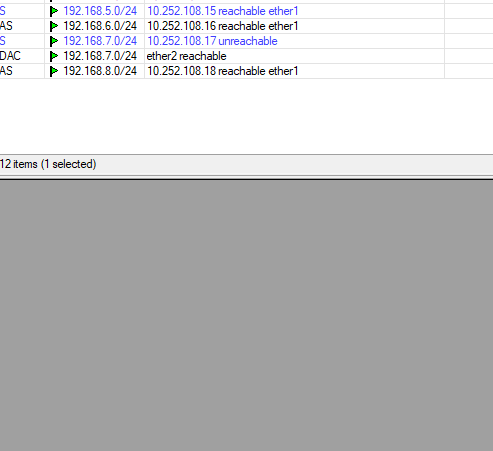 S 192.168.5.0/24 10.252.108.15 reachable ether1
AS 192.168.6.0/24 10.252.108.16 reachable ether1
S 192.168.7.0/24 10.252.108.17 unreachable
DAC 192.168.7.0/24 ether2 reachable
AS 192.168.8.0/24 10.252.108.18 reachable ether1
12 items (1 selected)